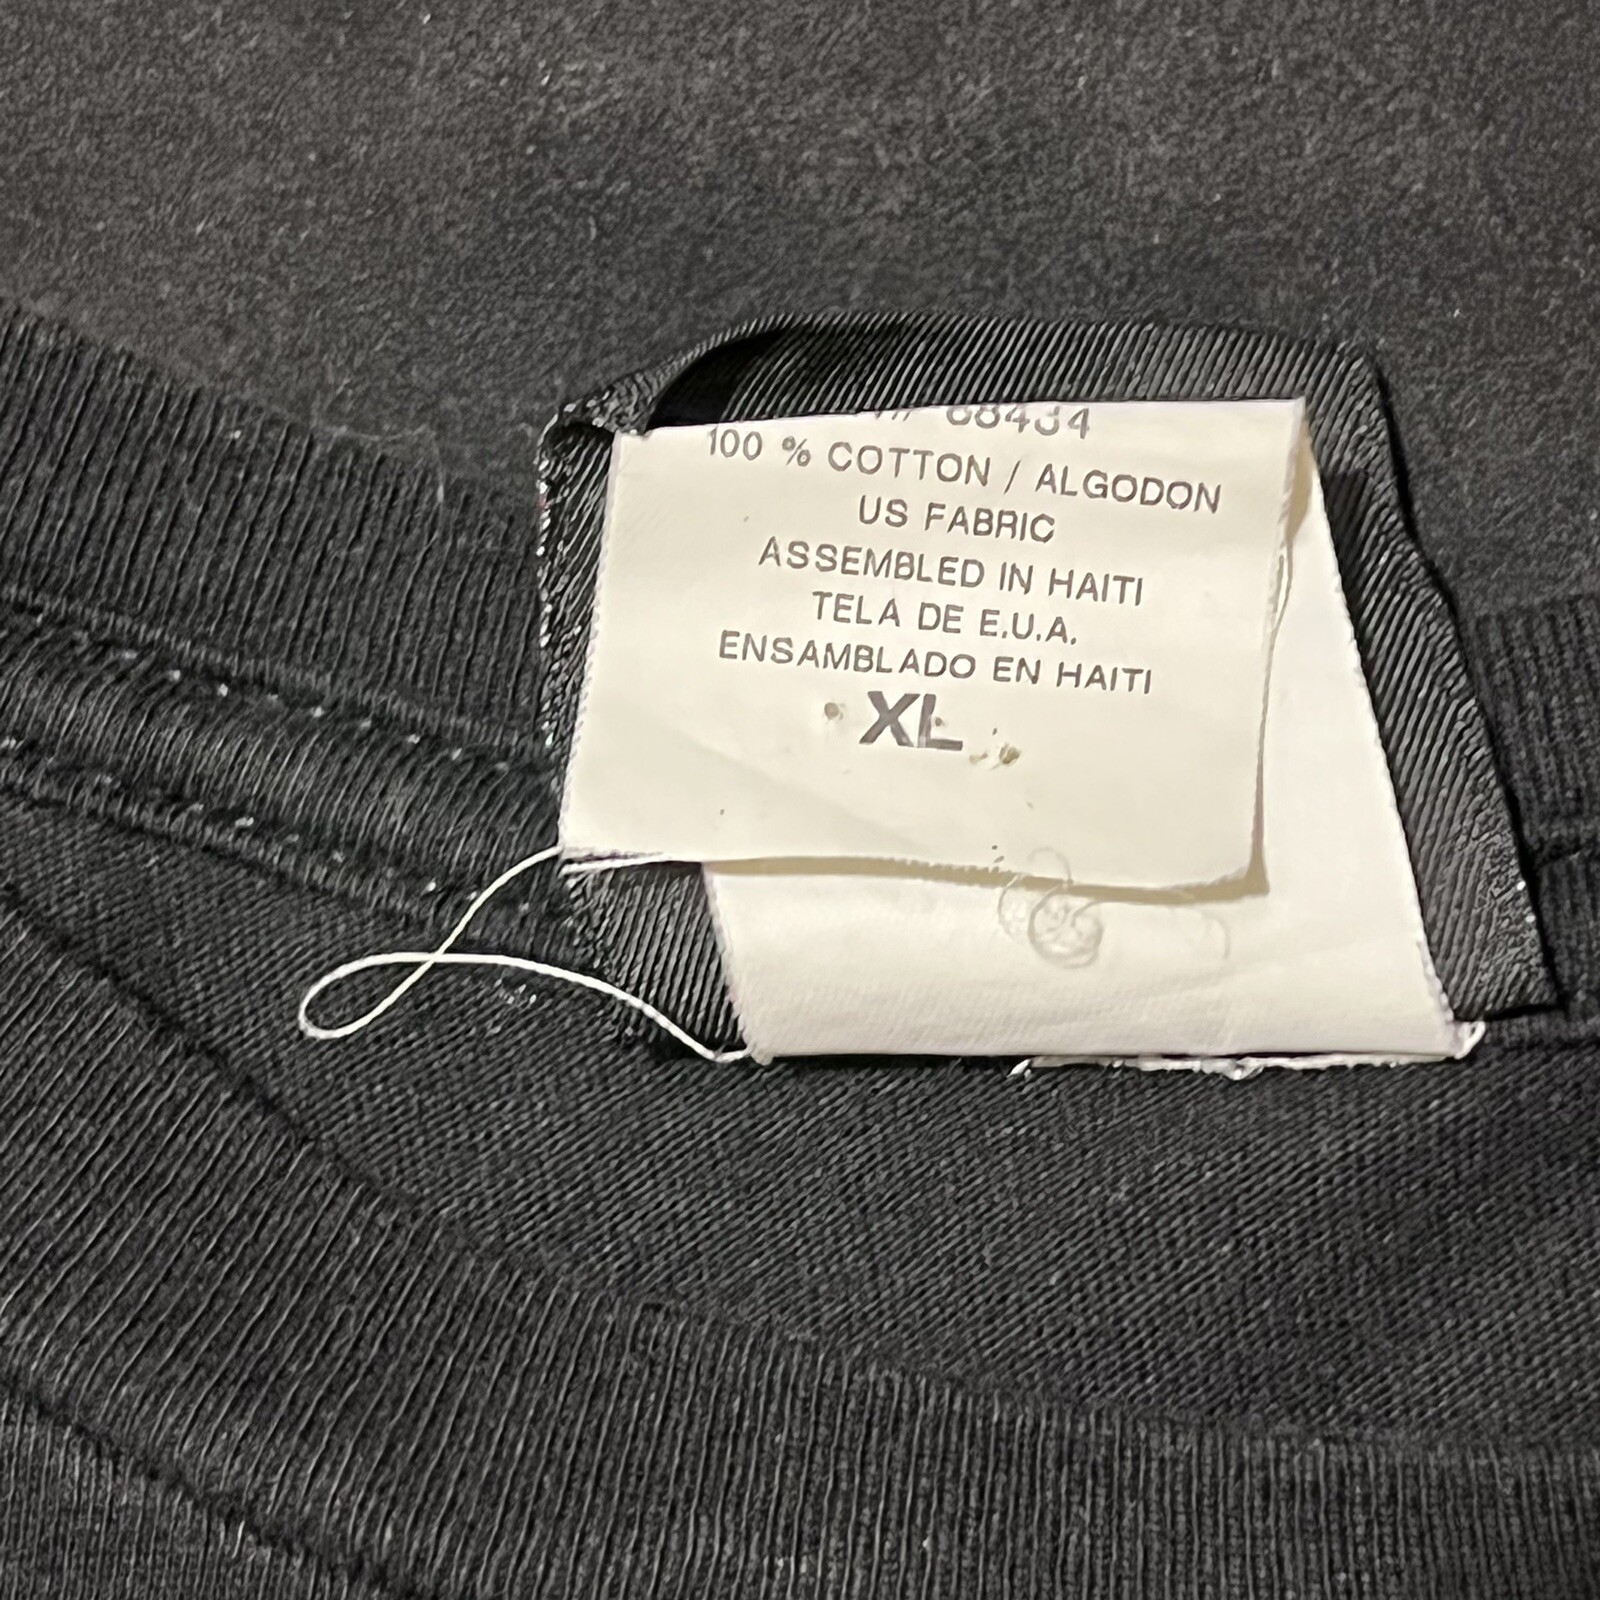 100 % COTTON / ALGODON
US FABRIC
ASSEMBLED IN HAITI
TELA DE E.U.A.
ENSAMBLADO EN HAITI
XL